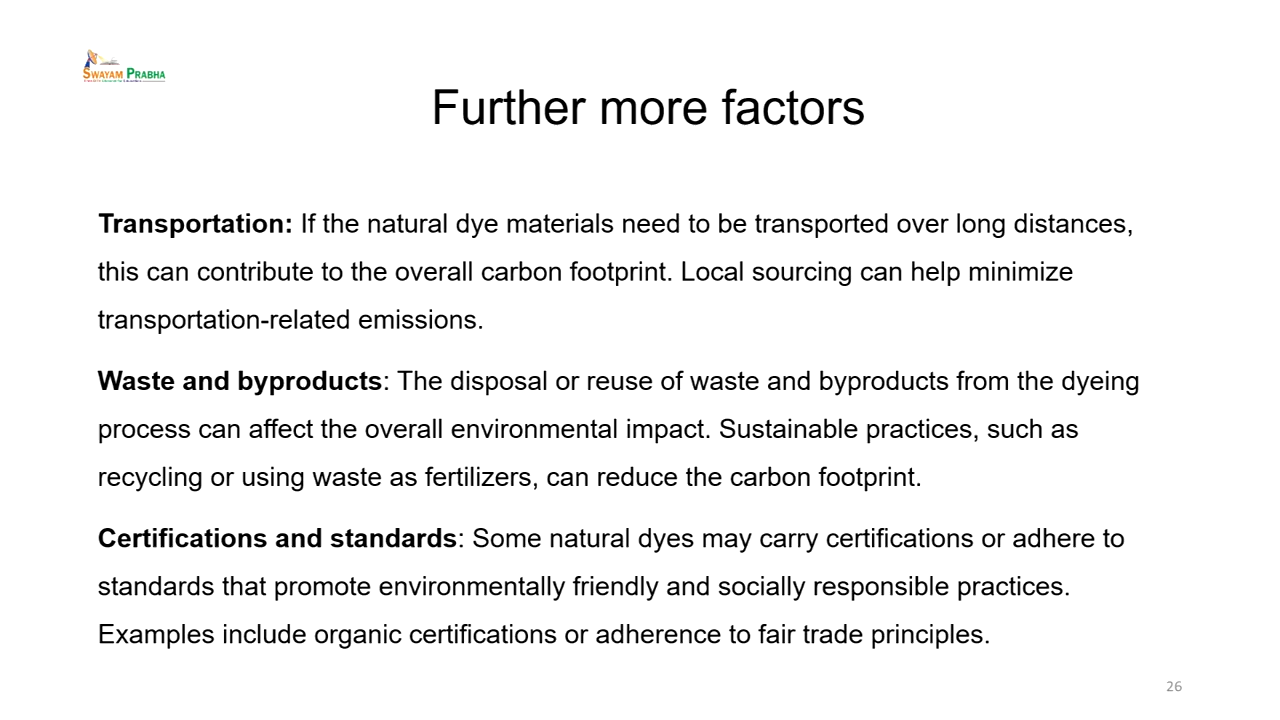 SWAYAM PRABHA
Further more factors
Transportation: If the natural dye materials need to be transported over long distances,
this can contribute to the overall carbon footprint. Local sourcing can help minimize
transportation-related emissions.
Waste and byproducts: The disposal or reuse of waste and byproducts from the dyeing
process can affect the overall environmental impact. Sustainable practices, such as
recycling or using waste as fertilizers, can reduce the carbon footprint.
Certifications and standards: Some natural dyes may carry certifications or adhere to
standards that promote environmentally friendly and socially responsible practices.
Examples include organic certifications or adherence to fair trade principles.
26